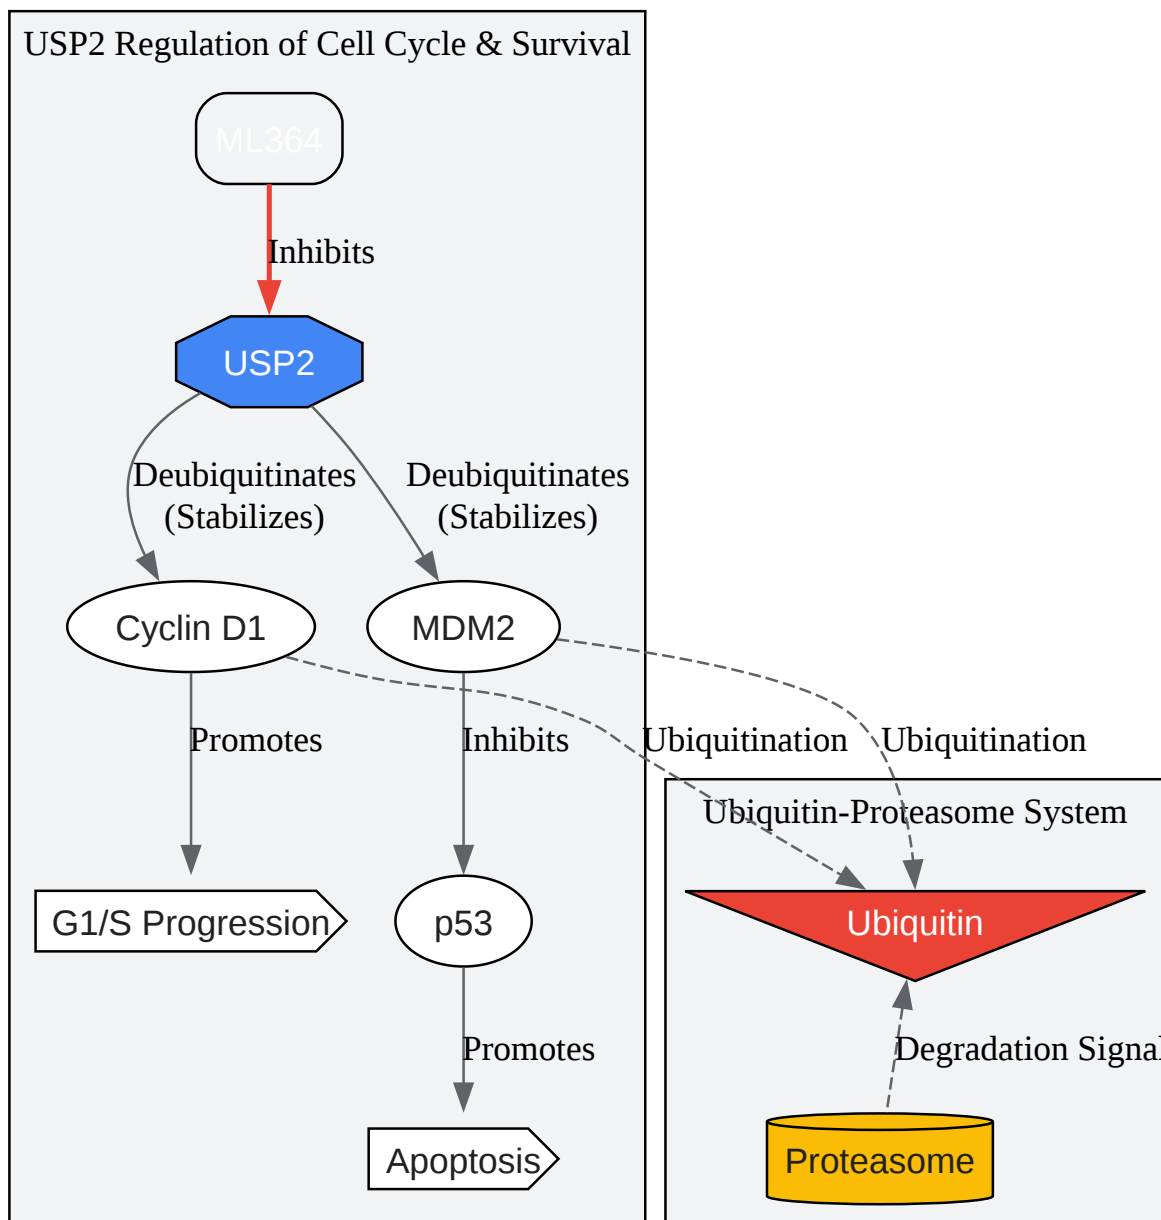 USP2 Regulation of Cell Cycle & Survival
ML364
Inhibits
USP2
Deubiquitinates
(Stabilizes)
Deubiquitinates
(Stabilizes)
Cyclin D1
MDM2
Promotes
Inhibits
Ubiquitination
Ubiquitination
Ubiquitin-Proteasome System
G1/S Progression
p53
Ubiquitin
Promotes
Degradation Signal
Apoptosis
Proteasome